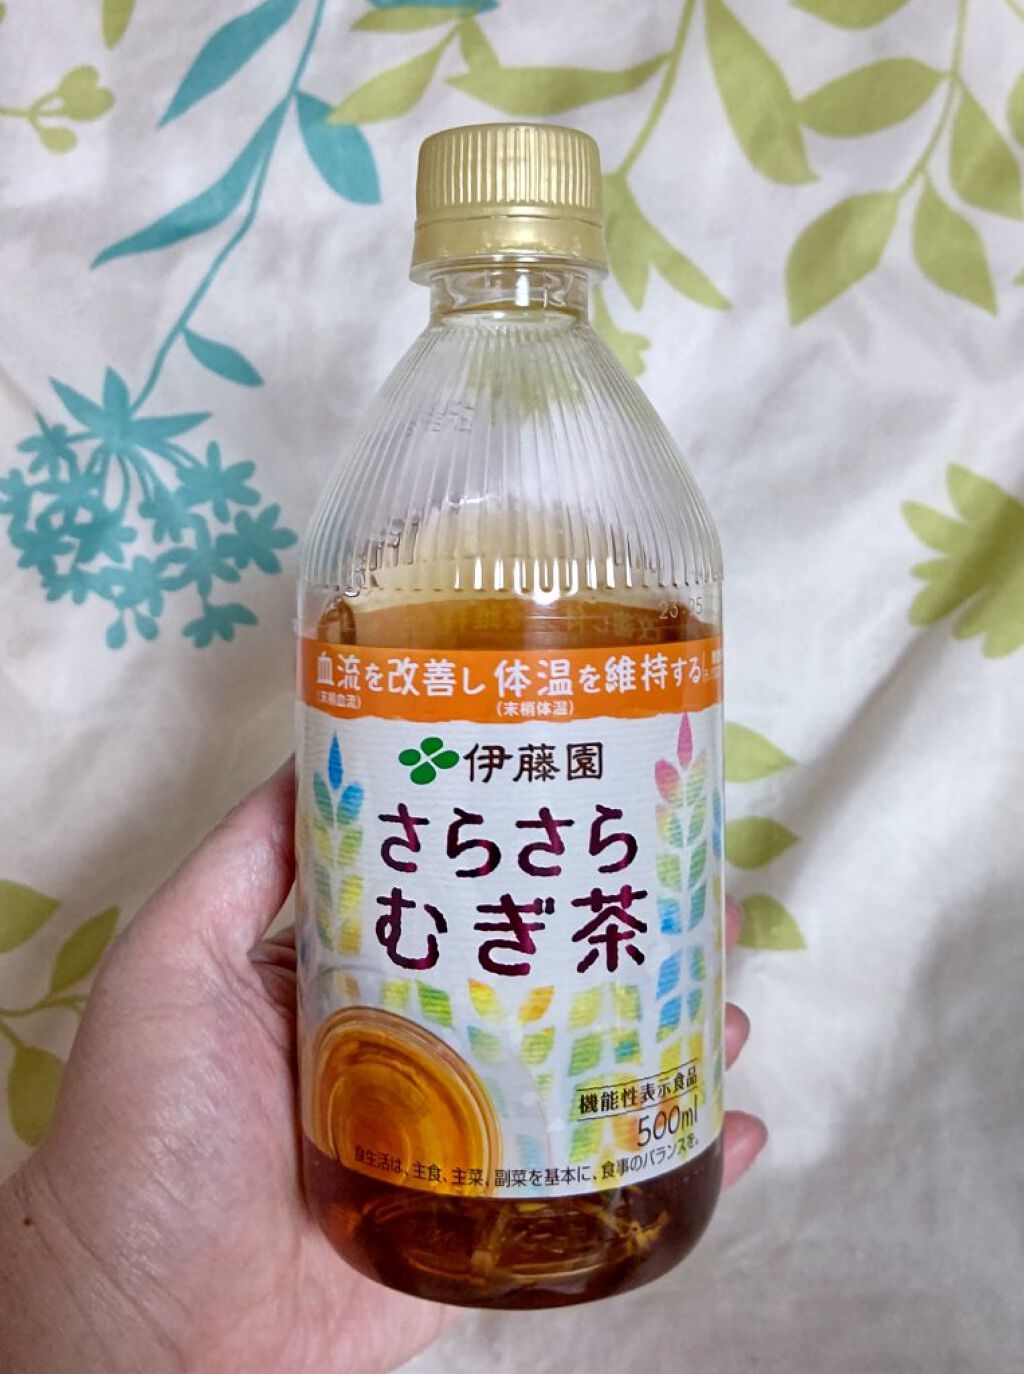 血流を改善し 体温を維持する
(末梢血流) (末梢体温)
伊藤園
さらさら
むぎ茶
機能性表示食品
500ml
食生活は、主食、主菜、副菜を基本に、食事のバランスを。